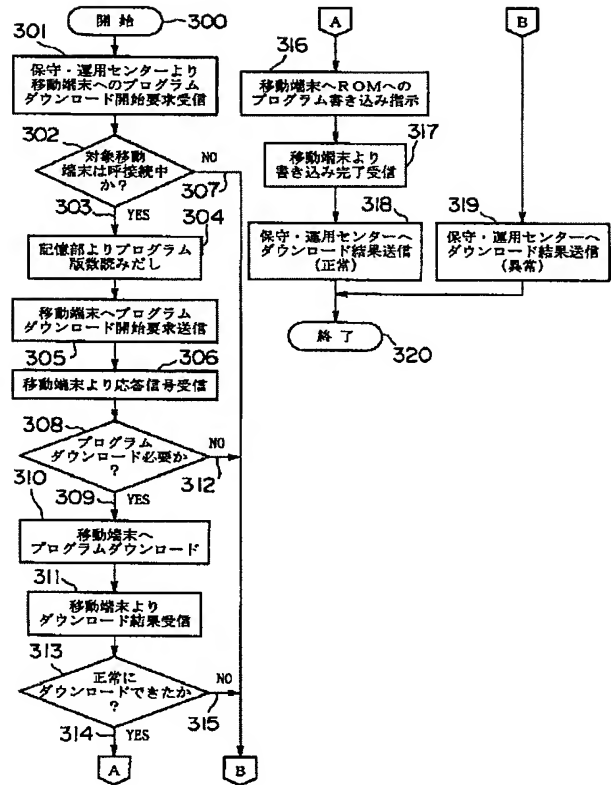 開始
300
301
保守・運用センターより
移動端末へのプログラム
ダウンロード開始要求受信
302
対象移動
端末は呼接続中
か?
NO
307
303
YES
304
記憶部よりプログラム
版数読みだし
移動端末へプログラム
ダウンロード開始要求送信
305
306
移動端末より応答信号受信
308
プログラム
ダウンロード必要か
?
NO
312
309
YES
310
移動端末へ
プログラムダウンロード
311
移動端末より
ダウンロード結果受信
313
正常に
ダウンロードできたか
?
NO
315
314
YES
A
B
A
316
移動端末へROMへの
プログラム書き込み指示
317
移動端末より
書き込み完了受信
318
保守・運用センターへ
ダウンロード結果送信
(正常)
B
319
保守・運用センターへ
ダウンロード結果送信
(異常)
終了
320